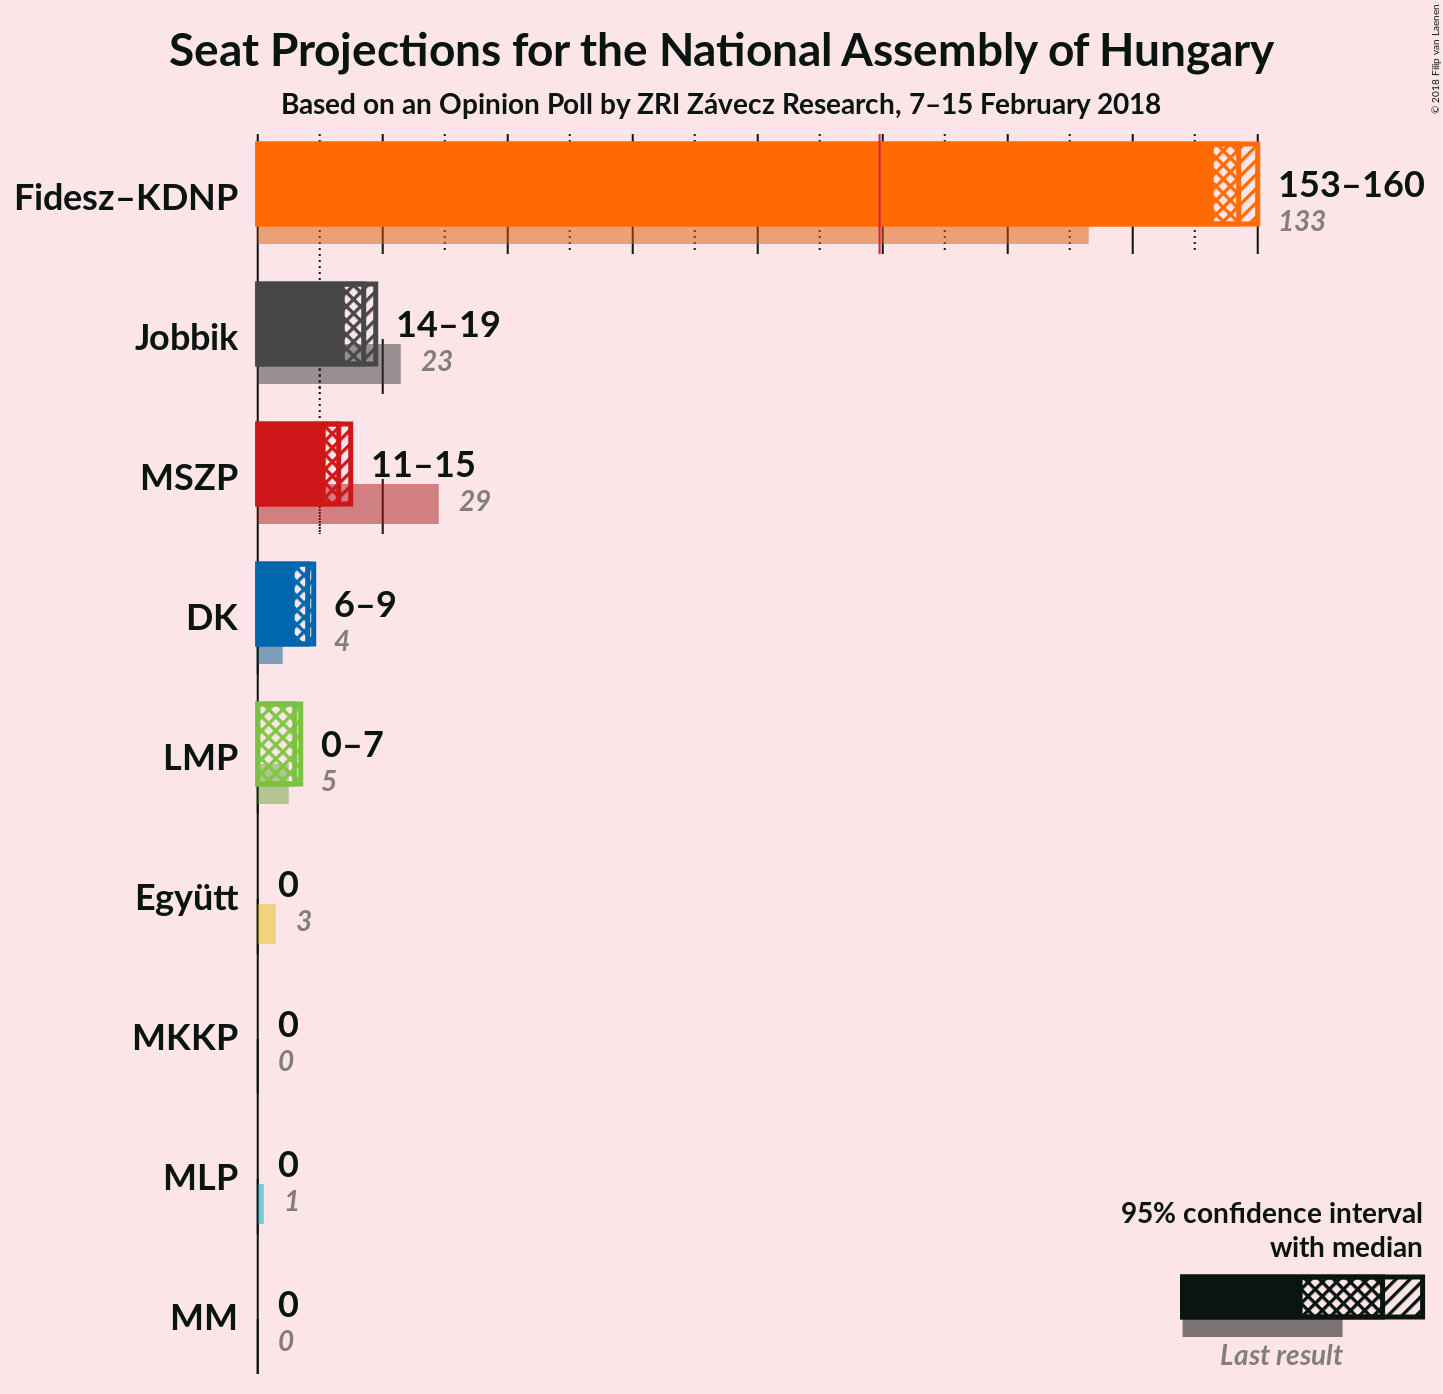 Seat Projections for the National Assembly of Hungary
Based on an Opinion Poll by ZRI Závecz Research, 7–15 February 2018
© 2018 Filip van Laenen
Fidesz–KDNP
153–160
133
Jobbik
14–19
23
MSZP
11–15
29
DK
6–9
4
LMP
0–7
5
Együtt
0
3
MKKP
0
0
MLP
0
1
MM
0
0
95% confidence interval
with median
Last result